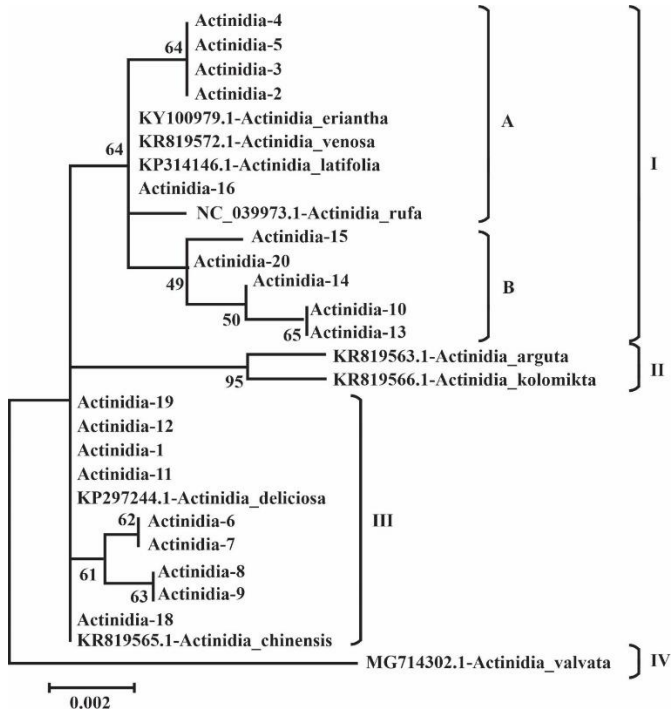 Actinidia-4
64
Actinidia-5
Actinidia-3
Actinidia-2
KY100979.1-Actinidia_eriantha
A
KR819572.1-Actinidia_venosa
I
64
KP314146.1-Actinidia_latifolia
Actinidia-16
NC_039973.1-Actinidia_rufa
Actinidia-15
Actinidia-20
49
Actinidia-14
B
Actinidia-10
50
65
Actinidia-13
KR819563.1-Actinidia_arguta
II
95
KR819566.1-Actinidia_kolomikta
Actinidia-19
Actinidia-12
Actinidia-1
Actinidia-11
KP297244.1-Actinidia_deliciosa
62
Actinidia-6
III
Actinidia-7
61
Actinidia-8
63
Actinidia-9
Actinidia-18
KR819565.1-Actinidia_chinensis
MG714302.1-Actinidia_valvata
IV
0.002